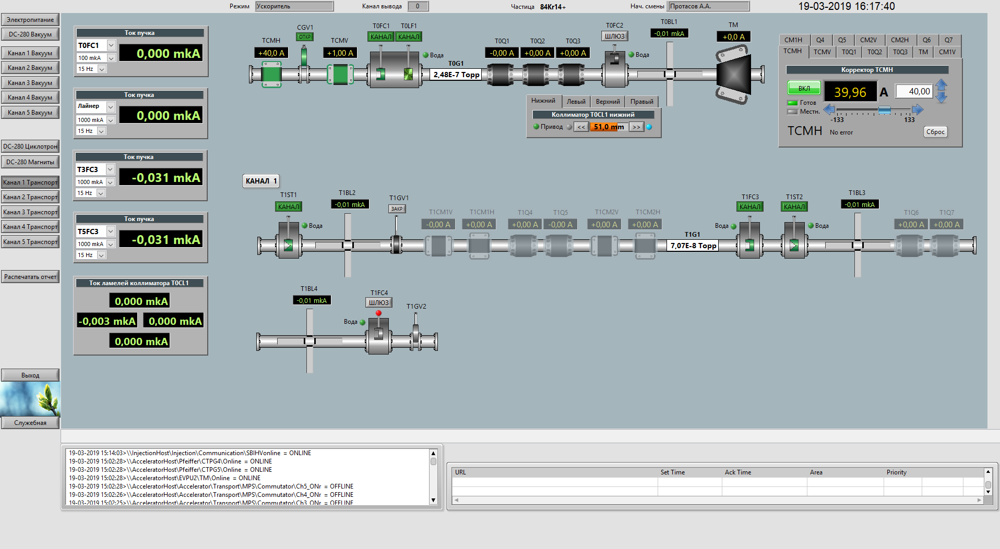 Режим Ускоритель Канал вывода 0 Частица 84Kr14+ Нач. смены Протасов А.А. 19-03-2019 16:17:40
Электропитание
DC-280 Вакуум
Канал 1 Вакуум
Канал 2 Вакуум
Канал 3 Вакуум
Канал 4 Вакуум
Канал 5 Вакуум
DC-280 Циклотрон
DC-280 Магниты
Канал 1 Транспорт
Канал 2 Транспорт
Канал 3 Транспорт
Канал 4 Транспорт
Канал 5 Транспорт
Распечатать отчет
Выход
Служебная
Ток пучка
T0FC1
100 mkA
15 Hz
0,000 mkA
Ток пучка
Лайнер
1000 mkA
15 Hz
0,000 mkA
Ток пучка
T3FC3
1000 mkA
15 Hz
-0,031 mkA
Ток пучка
T5FC3
1000 mkA
15 Hz
-0,031 mkA
Ток ламелей коллиматора T0CL1
0,000 mkA
-0,003 mkA 0,000 mkA
0,000 mkA
TCMH
+40,0 A
CGV1
ОТКР
TCMV
+1,00 A
T0FC1 T0LF1
КАНАЛ КАНАЛ
Вода
T0G1
2,48E-7 Торр
T0Q1 T0Q2 T0Q3
-0,00 A +0,00 A +0,00 A
T0FC2
ШЛЮЗ
Вода
T0BL1
-0,01 mkA
TM
+0,0 A
Нижний Левый Верхний Правый
Коллиматор T0CL1 нижний
Привод << 51,0 mm >>
CM1H Q4 Q5 CM2V CM2H Q6 Q7
TCMH TCMV T0Q1 T0Q2 T0Q3 TM CM1V
Корректор TCMH
ВКЛ 39,96 A 40,00
Готов
Местн.
-133 133
TCMH No error Сброс
КАНАЛ 1
T1ST1
КАНАЛ
Вода
T1BL2
-0,01 mkA
T1GV1
ЗАКР
T1CM1V T1CM1H T1Q4 T1Q5 T1CM2V T1CM2H
-0,00 A +0,00 A +0,00 A -0,00 A +0,00 A +0,00 A
T1G1
7,07E-8 Торр
T1FC3 T1ST2
КАНАЛ КАНАЛ
Вода Вода
T1BL3
-0,01 mkA
T1Q6 T1Q7
+0,00 A +0,00 A
T1BL4
-0,01 mkA
T1FC4
ШЛЮЗ
Вода
T1GV2
19-03-2019 15:14:03>\\InjectionHost\Injection\Communication\SBIHVonline = ONLINE
19-03-2019 15:02:28>\\AcceleratorHost\Pfeiffer\CTPG4\Online = ONLINE
19-03-2019 15:02:28>\\AcceleratorHost\Pfeiffer\CTPG5\Online = ONLINE
19-03-2019 15:02:28>\\AcceleratorHost\EVPU2\TM\Online = ONLINE
19-03-2019 15:02:28>\\AcceleratorHost\Accelerator\Transport\MPS\Commutator\Ch5_ONr = OFFLINE
19-03-2019 15:02:26>\\AcceleratorHost\Accelerator\Transport\MPS\Commutator\Ch4_ONr = OFFLINE
19-03-2019 15:02:25>\\AcceleratorHost\Accelerator\Transport\MPS\Commutator\Ch3_ONr = OFFLINE
URL Set Time Ack Time Area Priority